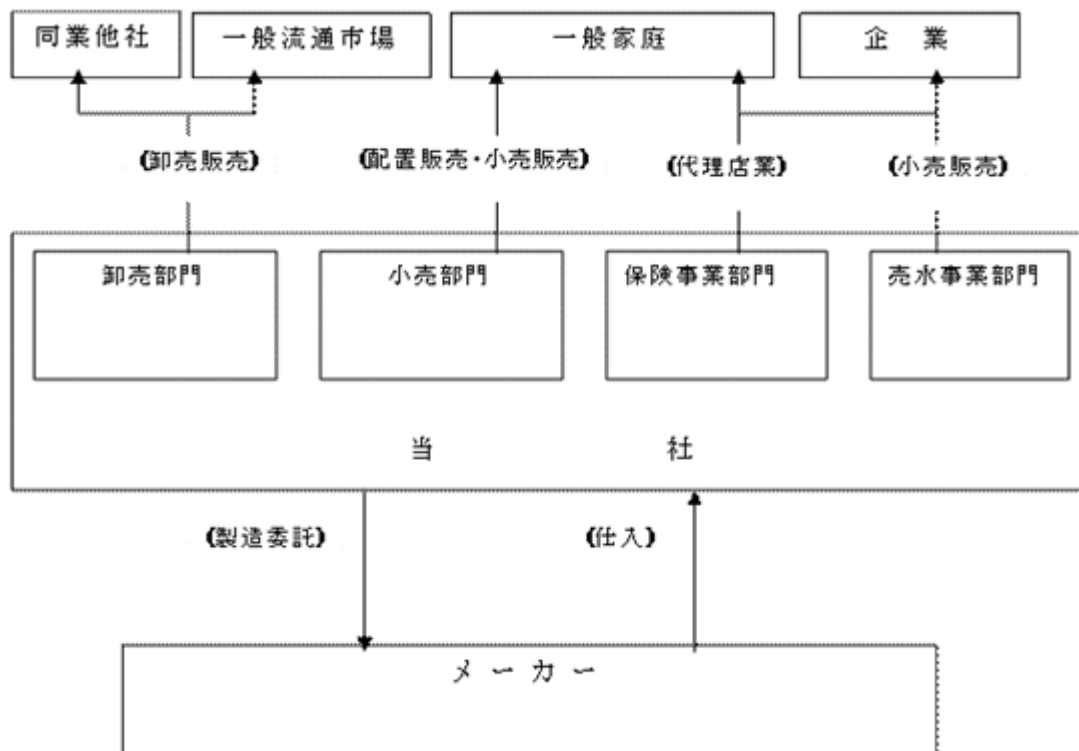 同業他社
一般流通市場
一般家庭
企 業
(卸売販売)
(配置販売・小売販売)
(代理店業)
(小売販売)
卸売部門
小売部門
保険事業部門
売水事業部門
当 社
(製造委託)
(仕入)
メーカー